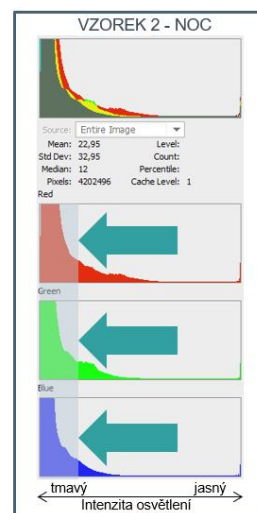 VZOREK 2 - NOC
Source: Entire Image
Mean: 22,95 Level:
Std Dev: 32,95 Count:
Median: 12 Percentile:
Pixels: 4202496 Cache Level: 1
Red
Green
Blue
tmavý jasný
Intenzita osvětlení